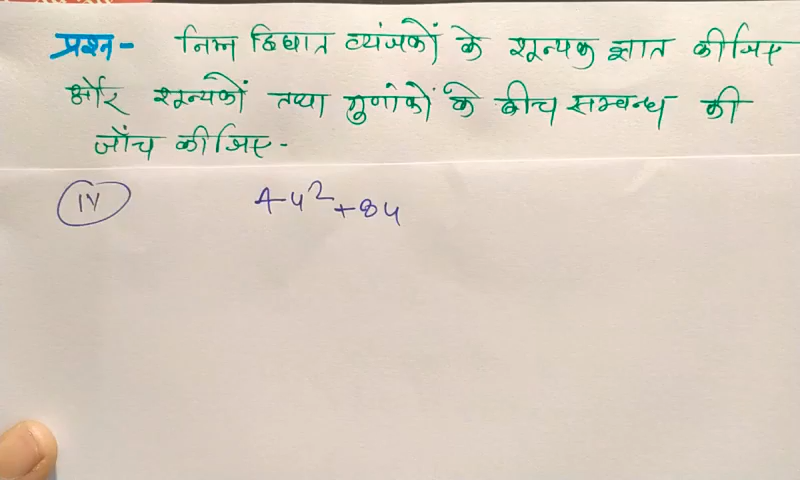 प्रश्न- निम्न द्विघात व्यंजकों के शून्यक ज्ञात कीजिए
और शून्यकों तथा गुणांकों के बीच सम्बन्ध की
जाँच कीजिए-
IV 4u²+8u